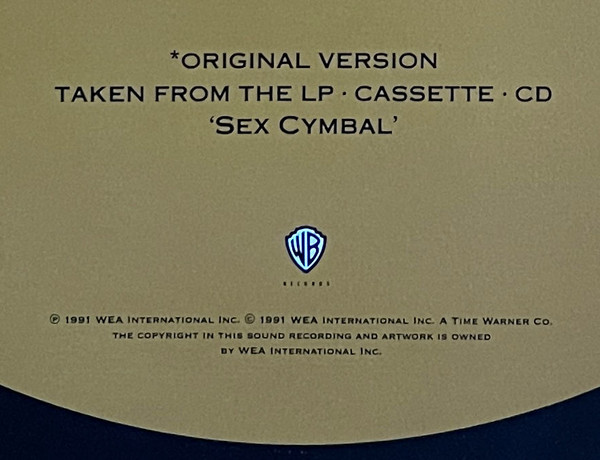 *ORIGINAL VERSION
TAKEN FROM THE LP · CASSETTE · CD
‘SEX CYMBAL’
WB
RECORDS
℗ 1991 WEA INTERNATIONAL INC. © 1991 WEA INTERNATIONAL INC. A TIME WARNER CO.
THE COPYRIGHT IN THIS SOUND RECORDING AND ARTWORK IS OWNED
BY WEA INTERNATIONAL INC.